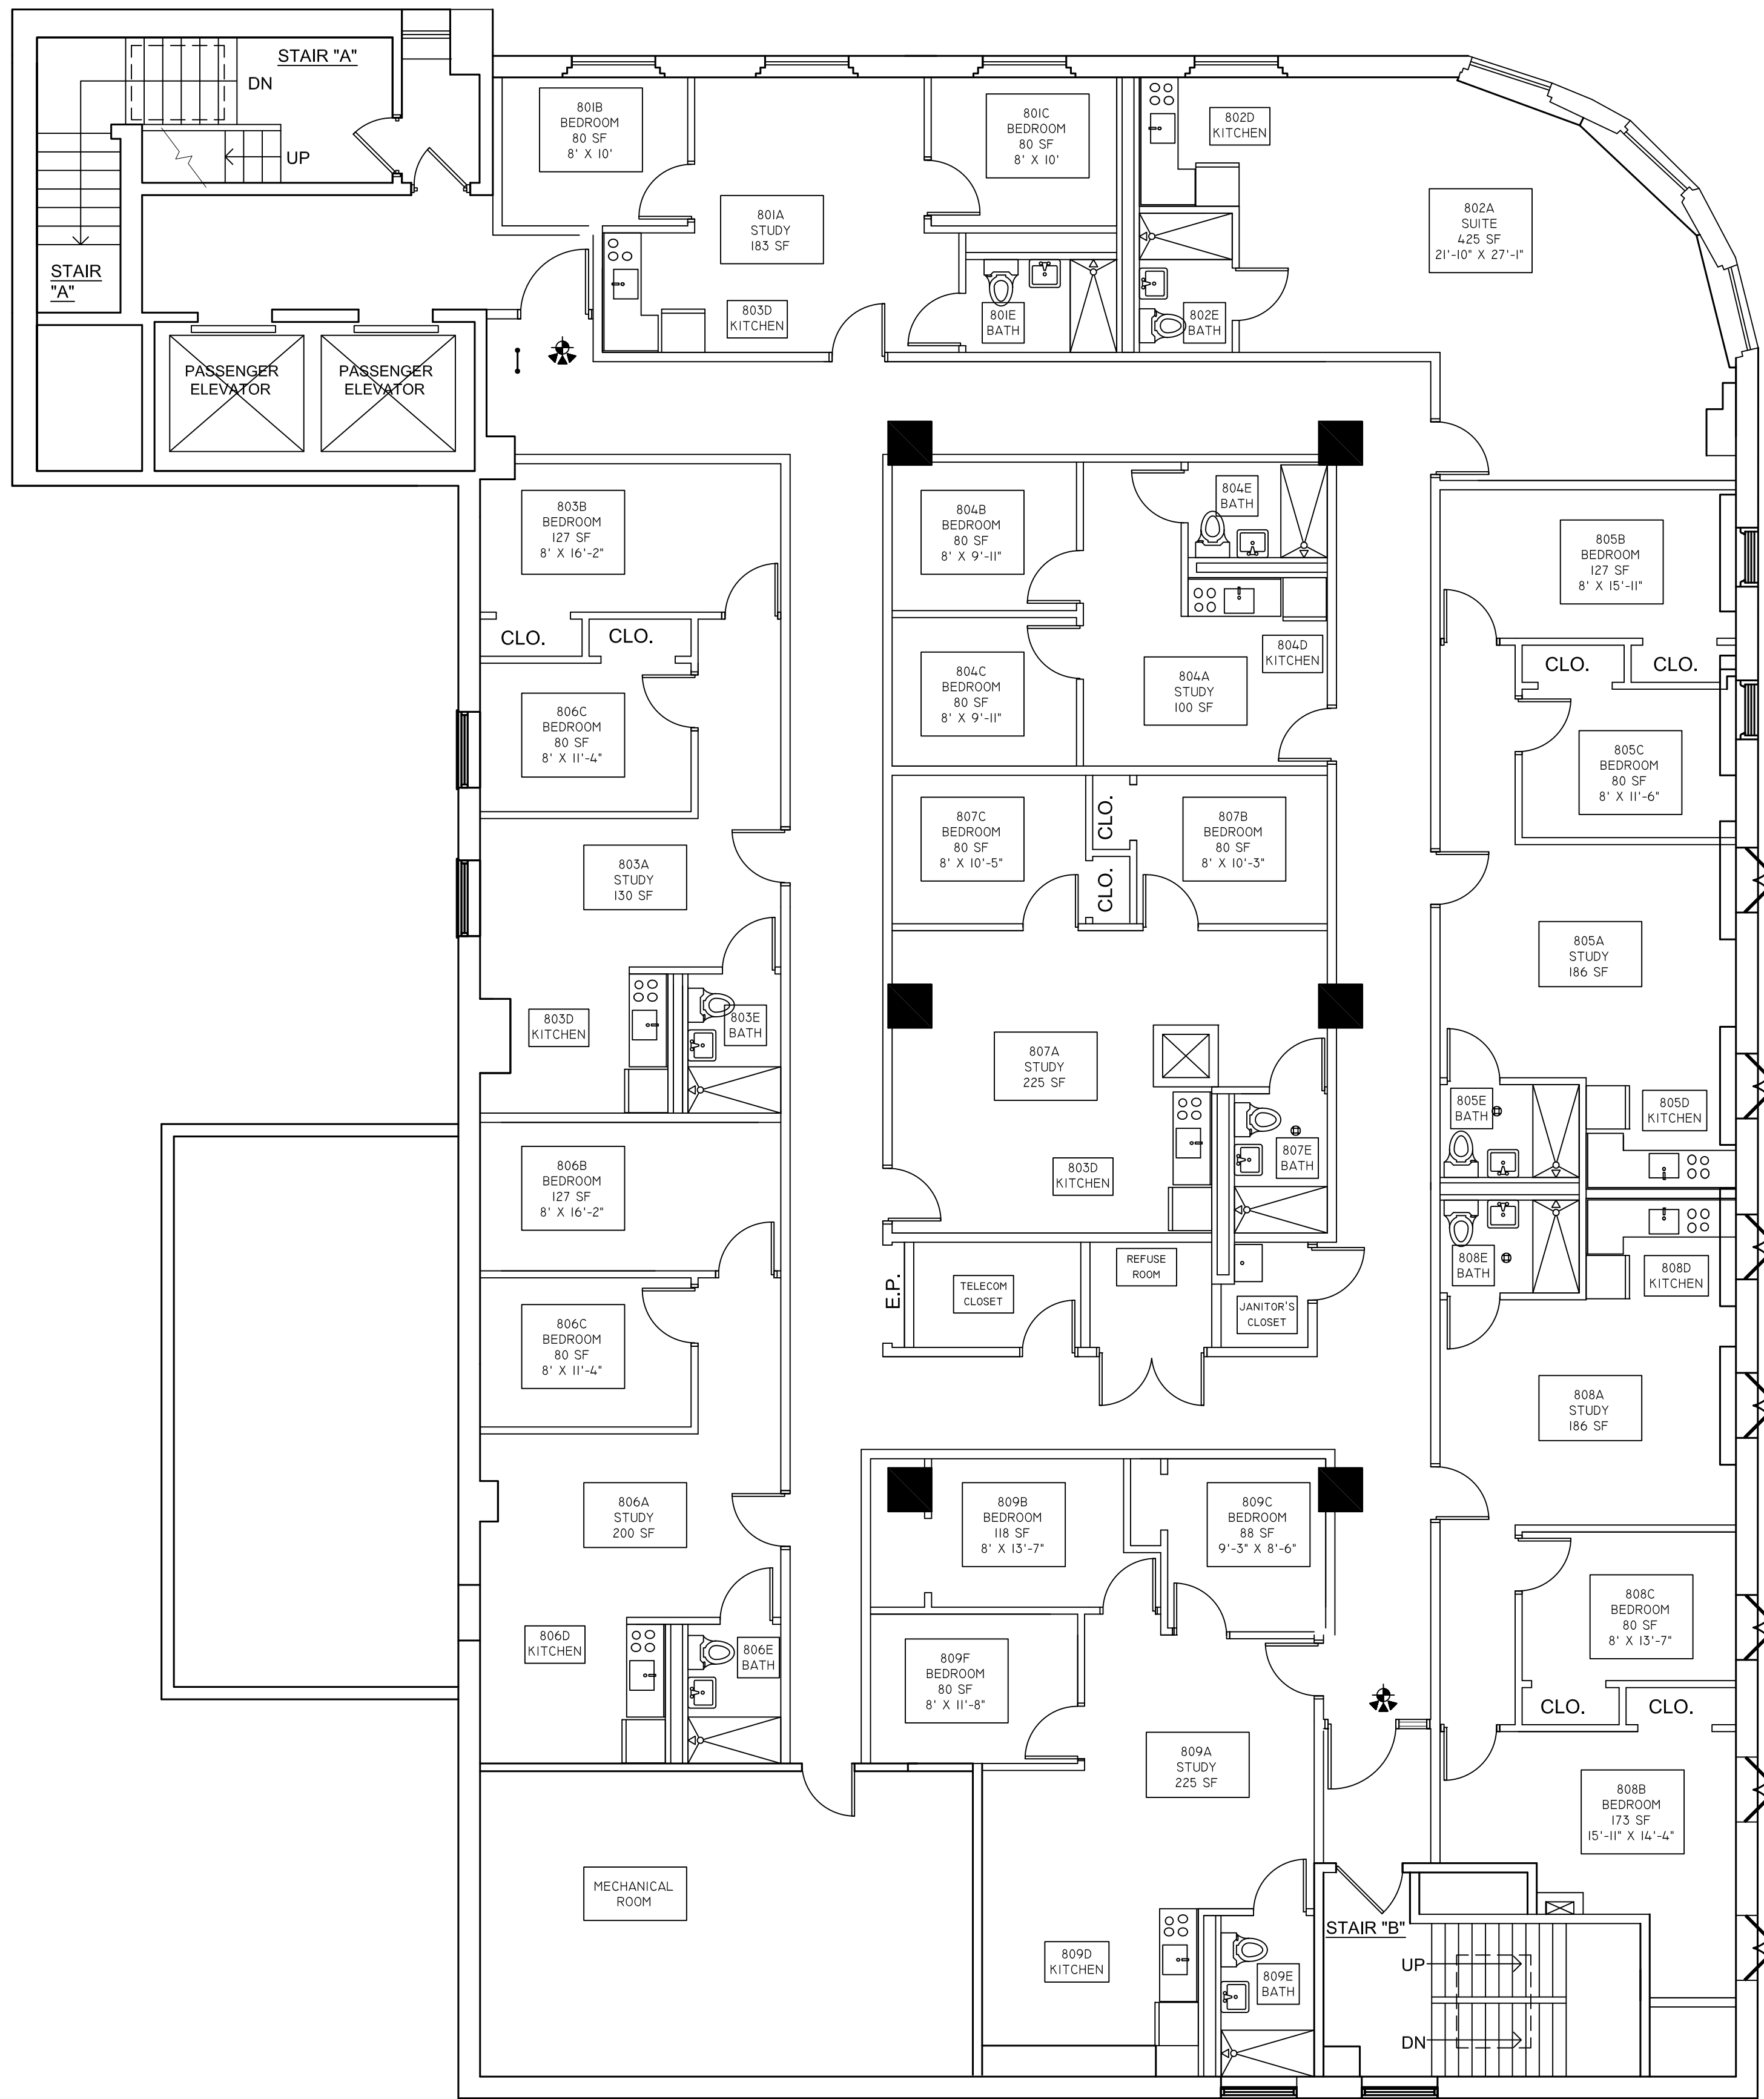 STAIR "A"
DN
UP
STAIR
"A"
PASSENGER
ELEVATOR
PASSENGER
ELEVATOR
801B
BEDROOM
80 SF
8' X 10'
801A
STUDY
183 SF
801C
BEDROOM
80 SF
8' X 10'
803D
KITCHEN
801E
BATH
802D
KITCHEN
802A
SUITE
425 SF
21'-10" X 27'-1"
802E
BATH
803B
BEDROOM
127 SF
8' X 16'-2"
CLO.
CLO.
806C
BEDROOM
80 SF
8' X 11'-4"
803A
STUDY
130 SF
803D
KITCHEN
803E
BATH
804B
BEDROOM
80 SF
8' X 9'-11"
804E
BATH
804C
BEDROOM
80 SF
8' X 9'-11"
804A
STUDY
100 SF
804D
KITCHEN
805B
BEDROOM
127 SF
8' X 15'-11"
CLO.
CLO.
805C
BEDROOM
80 SF
8' X 11'-6"
805A
STUDY
186 SF
805E
BATH
805D
KITCHEN
807C
BEDROOM
80 SF
8' X 10'-5"
CLO.
CLO.
807B
BEDROOM
80 SF
8' X 10'-3"
807A
STUDY
225 SF
803D
KITCHEN
807E
BATH
806B
BEDROOM
127 SF
8' X 16'-2"
806C
BEDROOM
80 SF
8' X 11'-4"
806A
STUDY
200 SF
806D
KITCHEN
806E
BATH
E.P.
TELECOM
CLOSET
REFUSE
ROOM
JANITOR'S
CLOSET
808E
BATH
808D
KITCHEN
808A
STUDY
186 SF
808C
BEDROOM
80 SF
8' X 13'-7"
CLO.
CLO.
808B
BEDROOM
173 SF
15'-11" X 14'-4"
809B
BEDROOM
118 SF
8' X 13'-7"
809C
BEDROOM
88 SF
9'-3" X 8'-6"
809F
BEDROOM
80 SF
8' X 11'-8"
809A
STUDY
225 SF
809D
KITCHEN
809E
BATH
MECHANICAL
ROOM
STAIR "B"
UP
DN